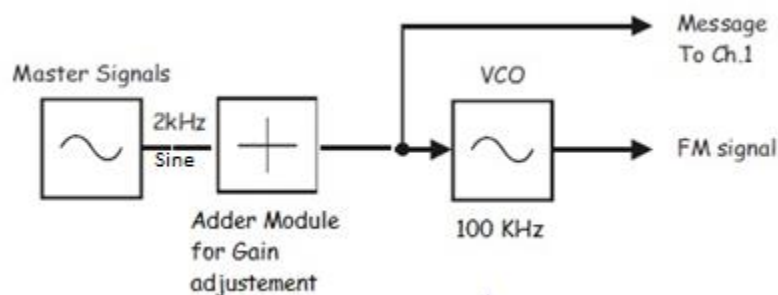 Message
To Ch.1
Master Signals
VCO
2kHz
Sine
FM signal
Adder Module
for Gain
adjustement
100 KHz